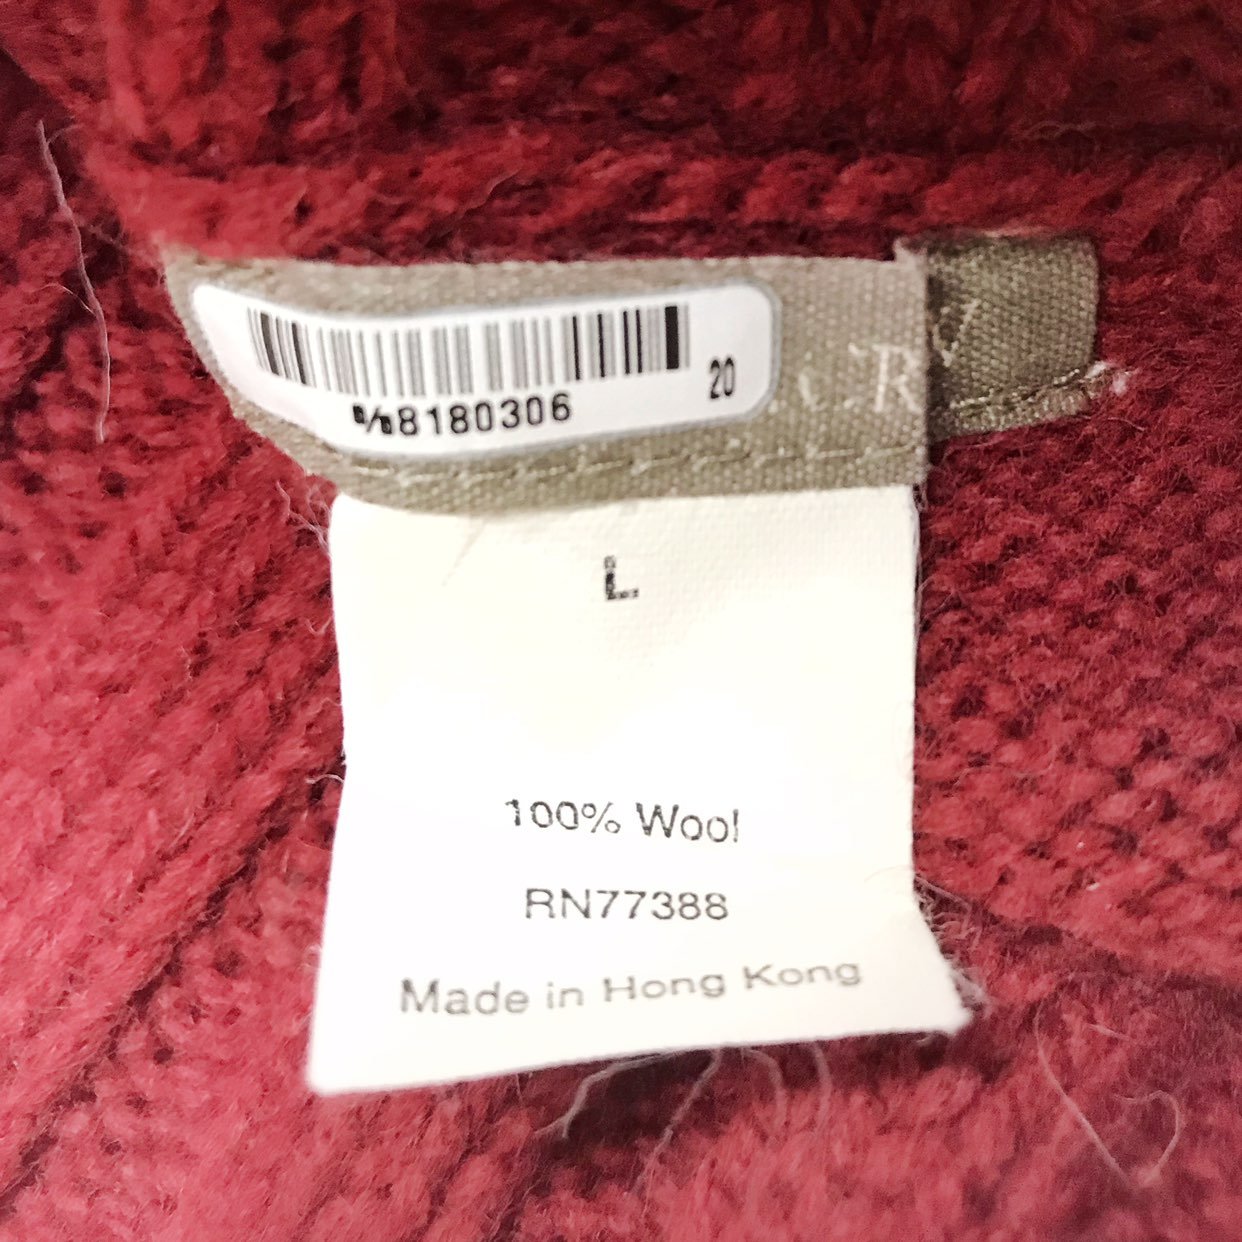 20
8180306
L
100% Wool
RN77388
Made in Hong Kong